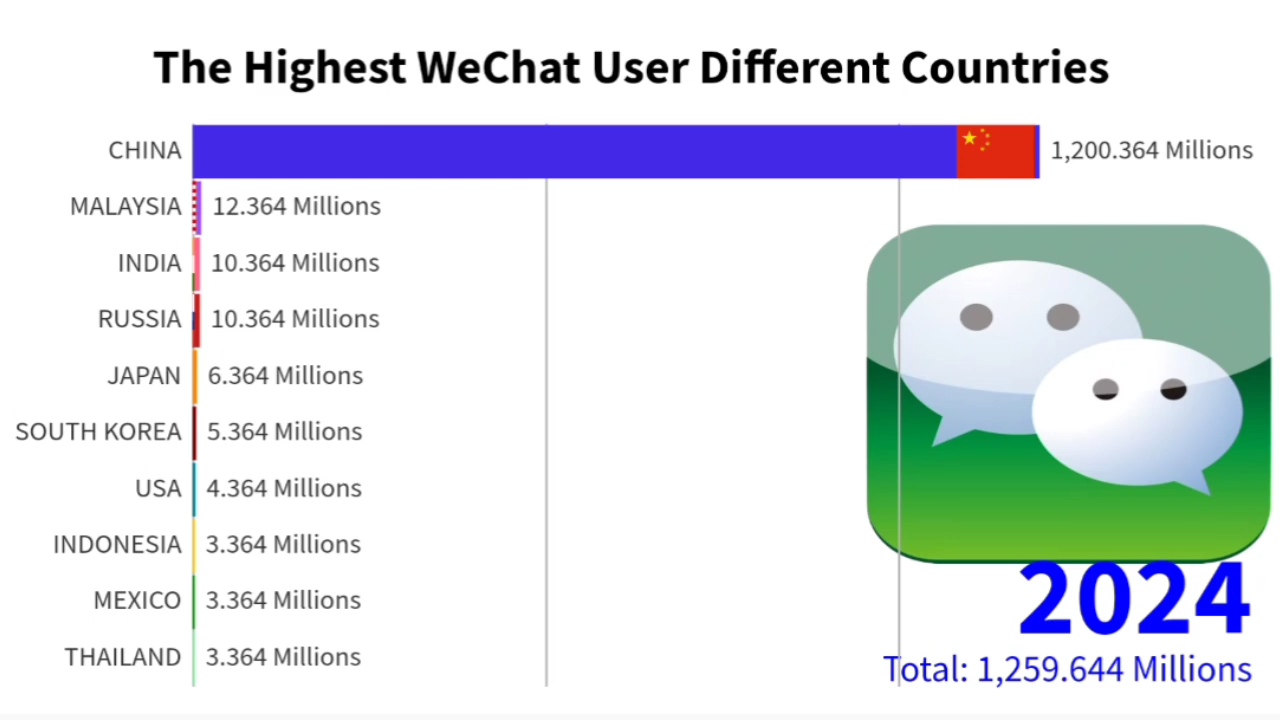 The Highest WeChat User Different Countries
CHINA 1,200.364 Millions
MALAYSIA 12.364 Millions
INDIA 10.364 Millions
RUSSIA 10.364 Millions
JAPAN 6.364 Millions
SOUTH KOREA 5.364 Millions
USA 4.364 Millions
INDONESIA 3.364 Millions
MEXICO 3.364 Millions
THAILAND 3.364 Millions
2024
Total: 1,259.644 Millions